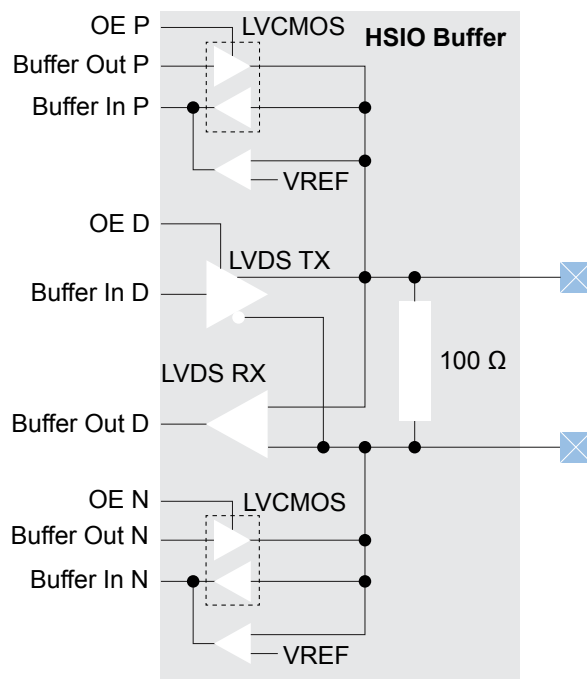 OE P
LVCMOS
HSIO Buffer
Buffer Out P
Buffer In P
VREF
OE D
LVDS TX
Buffer In D
100 Ω
LVDS RX
Buffer Out D
OE N
LVCMOS
Buffer Out N
Buffer In N
VREF